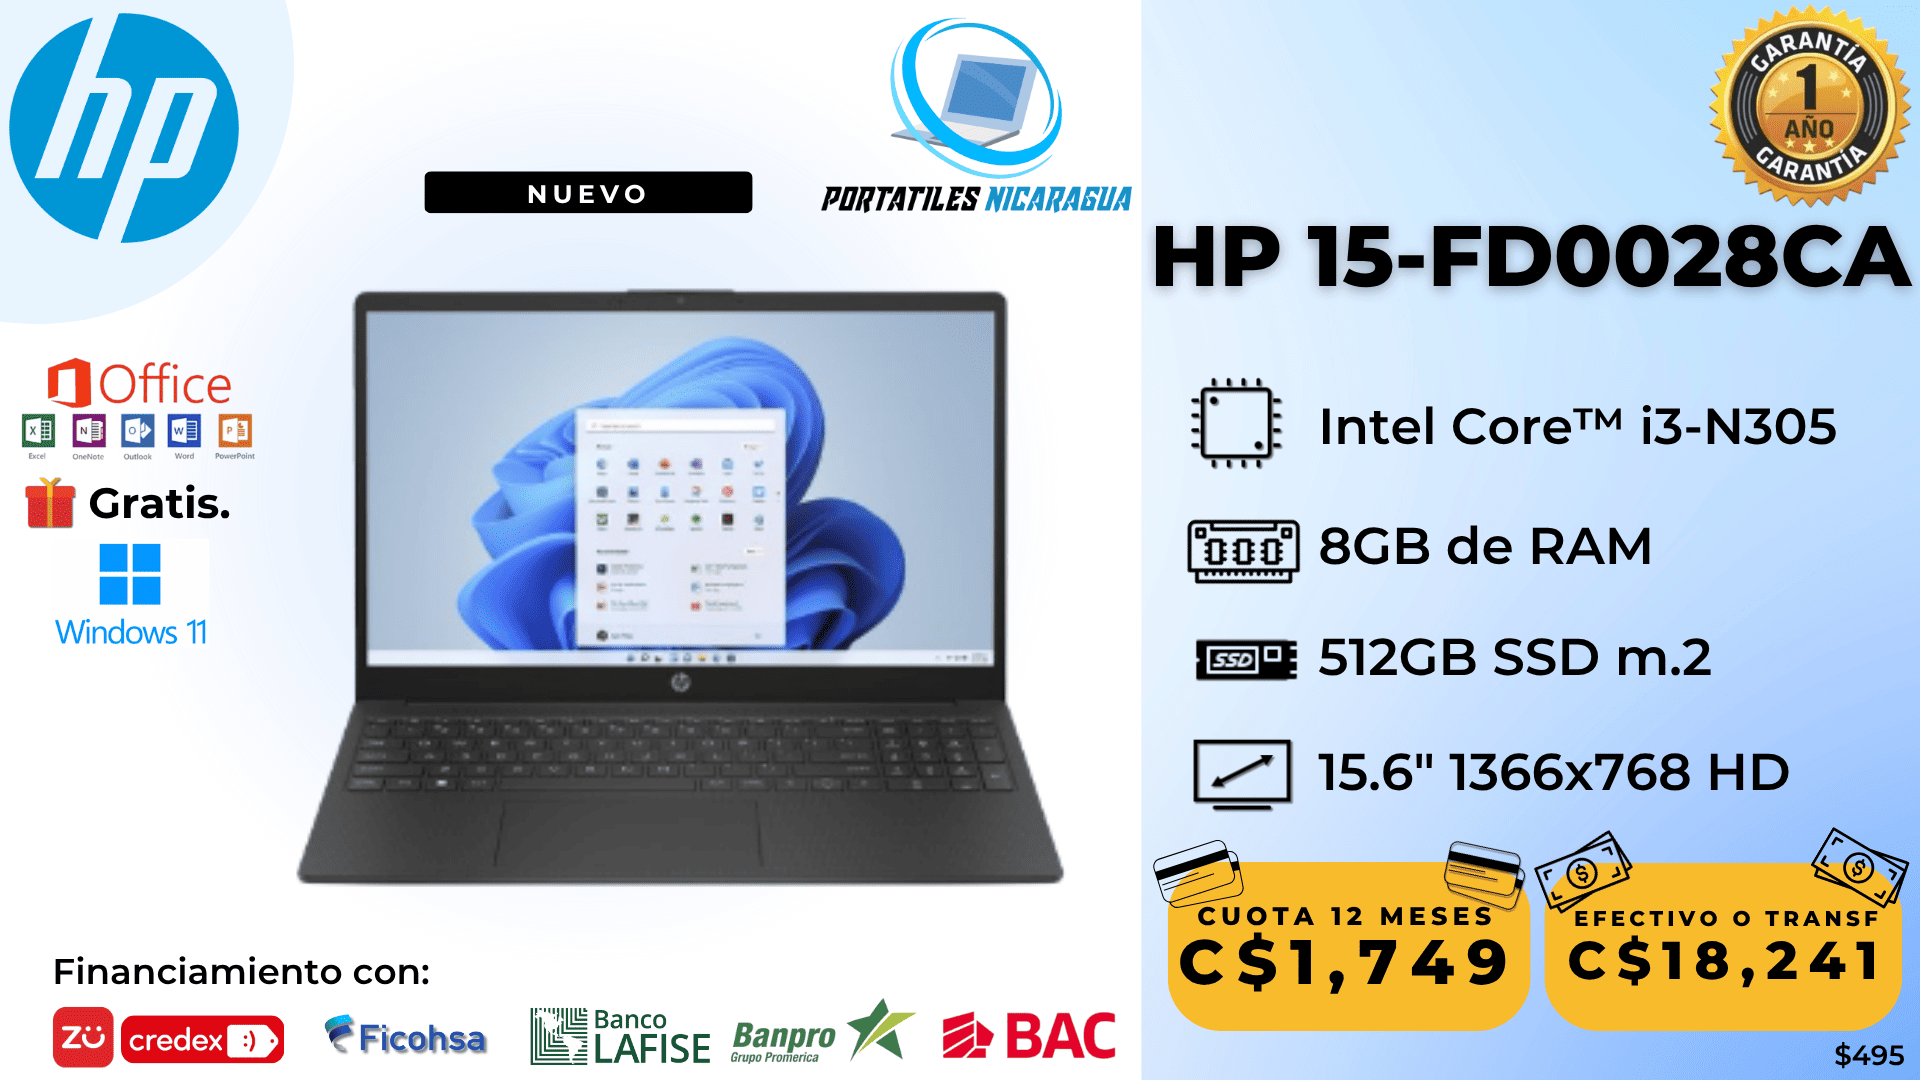 hp
NUEVO
PORTATILES NICARAGUA
GARANTÍA
1
AÑO
GARANTÍA
HP 15-FD0028CA
Office
Excel
OneNote
Outlook
Word
PowerPoint
Gratis.
Windows 11
Intel Core™ i3-N305
8GB de RAM
SSD
512GB SSD m.2
15.6" 1366x768 HD
CUOTA 12 MESES
C$1,749
EFECTIVO O TRANSF
C$18,241
$495
Financiamiento con:
zū
credex :)
Ficohsa
Banco
LAFISE
Banpro
Grupo Promerica
BAC